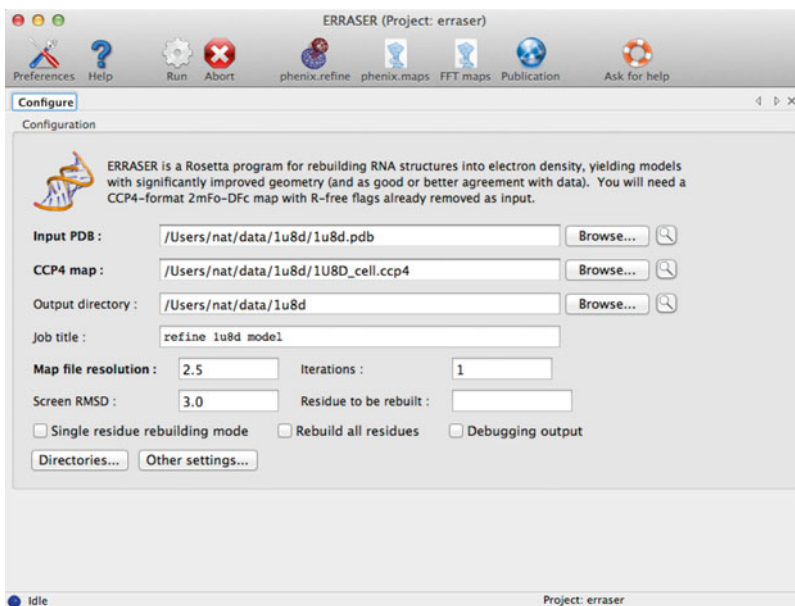 ERRASER (Project: erraser)
Preferences Help Run Abort phenix.refine phenix.maps FFT maps Publication Ask for help
Configure
Configuration
ERRASER is a Rosetta program for rebuilding RNA structures into electron density, yielding models
with significantly improved geometry (and as good or better agreement with data). You will need a
CCP4-format 2mFo-DFc map with R-free flags already removed as input.
Input PDB : /Users/nat/data/1u8d/1u8d.pdb Browse...
CCP4 map : /Users/nat/data/1u8d/1U8D_cell.ccp4 Browse...
Output directory : /Users/nat/data/1u8d Browse...
Job title : refine 1u8d model
Map file resolution : 2.5 Iterations : 1
Screen RMSD : 3.0 Residue to be rebuilt :
Single residue rebuilding mode Rebuild all residues Debugging output
Directories... Other settings...
Idle Project: erraser